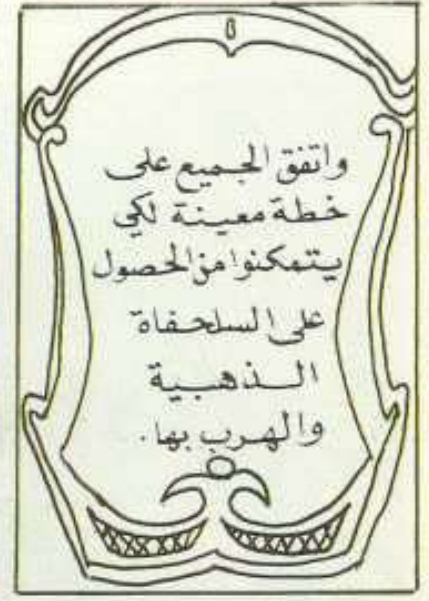 واتفق الجميع على
خطة معينة لكي
يتمكنوا من الحصول
على السلحفاة
الذهبية
والهرب بها.